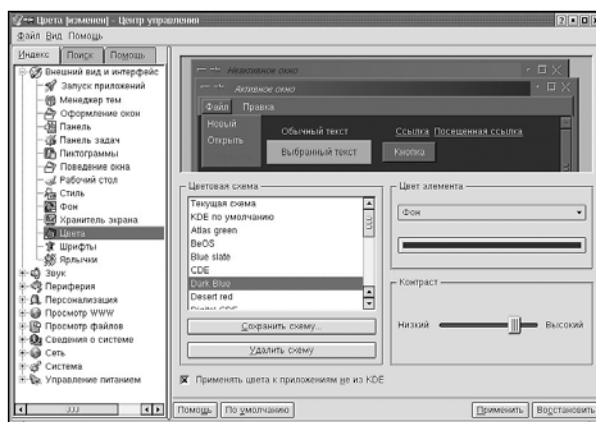 Цвета [изменен] - Центр управления
Файл Вид Помощь
Индекс Поиск Помощь
Внешний вид и интерфейс
Запуск приложений
Менеджер тем
Оформление окон
Панель
Панель задач
Пиктограммы
Поведение окна
Рабочий стол
Стиль
Фон
Хранитель экрана
Цвета
Шрифты
Ярлычки
Звук
Периферия
Персонализация
Просмотр WWW
Просмотр файлов
Сведения о системе
Сеть
Система
Управление питанием
Неактивное окно
Активное окно
Файл Правка
Новый
Открыть
Обычный текст Ссылка Посещенная ссылка
Выбранный текст Кнопка
Цветовая схема
Текущая схема
KDE по умолчанию
Atlas green
BeOS
Blue slate
CDE
Dark Blue
Desert red
Digital CDE
Сохранить схему...
Удалить схему
Цвет элемента
Фон
Контраст
Низкий Высокий
Применять цвета к приложениям не из KDE
Помощь По умолчанию Применить Восстановить